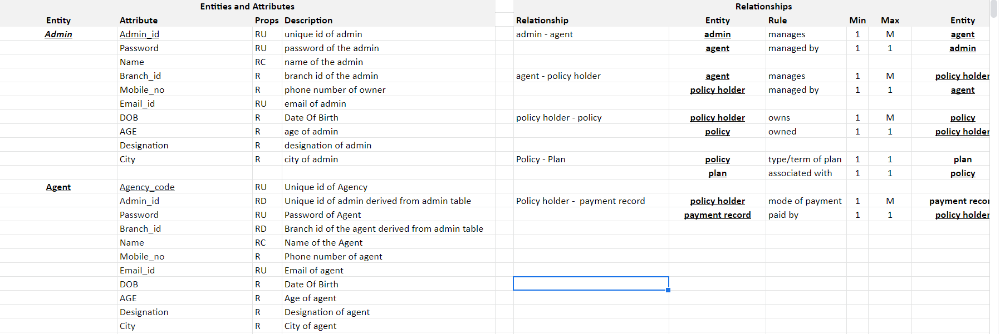 Entities and Attributes Relationships
Entity Attribute Props Description Relationship Entity Rule Min Max Entity
Admin Admin_id RU unique id of admin admin - agent admin manages 1 M agent
Password RU password of the admin agent managed by 1 1 admin
Name RC name of the admin
Branch_id R branch id of the admin agent - policy holder agent manages 1 M policy holder
Mobile_no R phone number of owner policy holder managed by 1 1 agent
Email_id RU email of admin
DOB R Date Of Birth policy holder - policy policy holder owns 1 M policy
AGE R age of admin policy owned 1 1 policy holder
Designation R designation of admin
City R city of admin Policy - Plan policy type/term of plan 1 1 plan
plan associated with 1 1 policy
Agent Agency_code RU Unique id of Agency
Admin_id RD Unique id of admin derived from admin table Policy holder - payment record policy holder mode of payment 1 M payment recor
Password RU Password of Agent payment record paid by 1 1 policy holder
Branch_id RD Branch id of the agent derived from admin table
Name RC Name of the Agent
Mobile_no R Phone number of agent
Email_id RU Email of agent
DOB R Date Of Birth
AGE R Age of agent
Designation R Designation of agent
City R City of agent